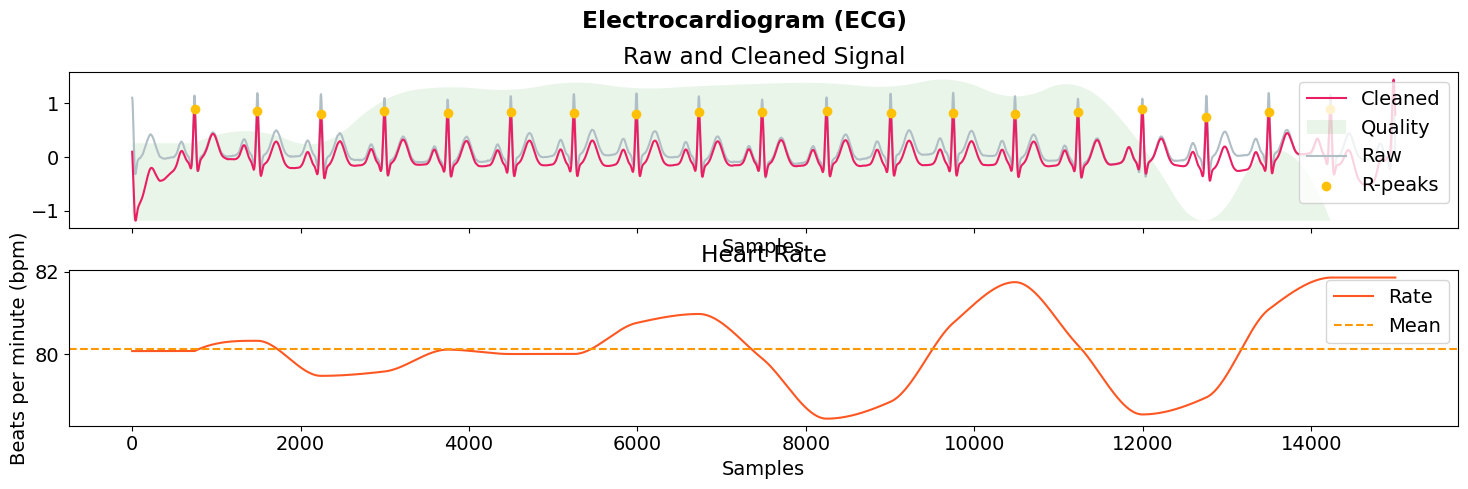 Electrocardiogram (ECG)
Raw and Cleaned Signal
1
0
−1
Cleaned
Quality
Raw
R-peaks
Samples
Heart Rate
Beats per minute (bpm)
82
80
Rate
Mean
0 2000 4000 6000 8000 10000 12000 14000
Samples